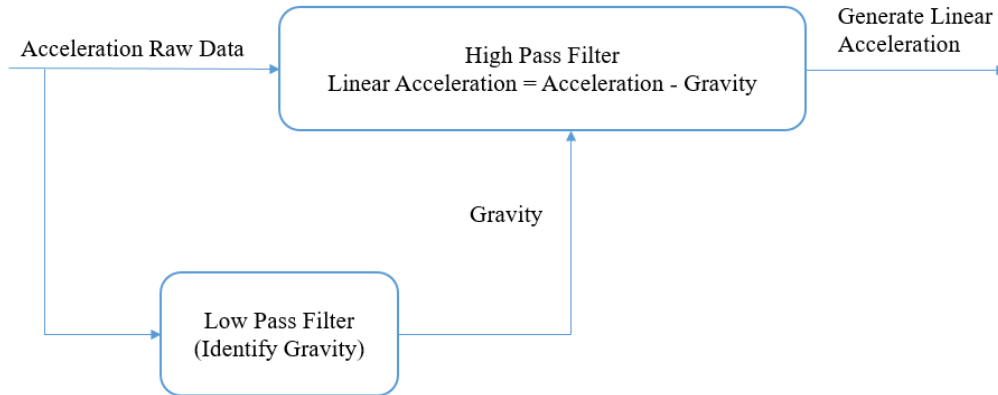 Acceleration Raw Data
High Pass Filter
Linear Acceleration = Acceleration - Gravity
Generate Linear
Acceleration
Gravity
Low Pass Filter
(Identify Gravity)